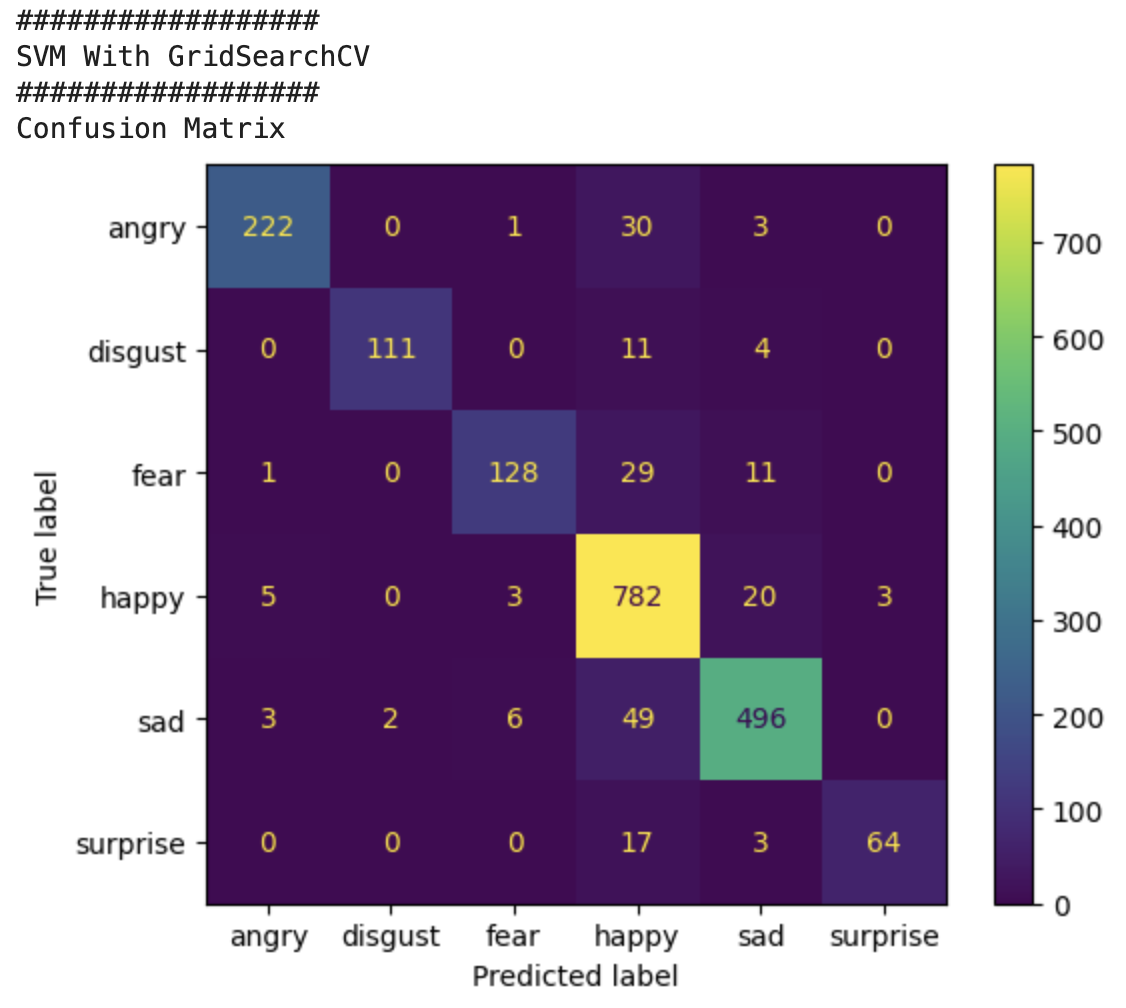 ##################
SVM With GridSearchCV
##################
Confusion Matrix
angry 222 0 1 30 3 0
disgust 0 111 0 11 4 0
fear 1 0 128 29 11 0
happy 5 0 3 782 20 3
sad 3 2 6 49 496 0
surprise 0 0 0 17 3 64
angry disgust fear happy sad surprise
Predicted label
True label
700
600
500
400
300
200
100
0